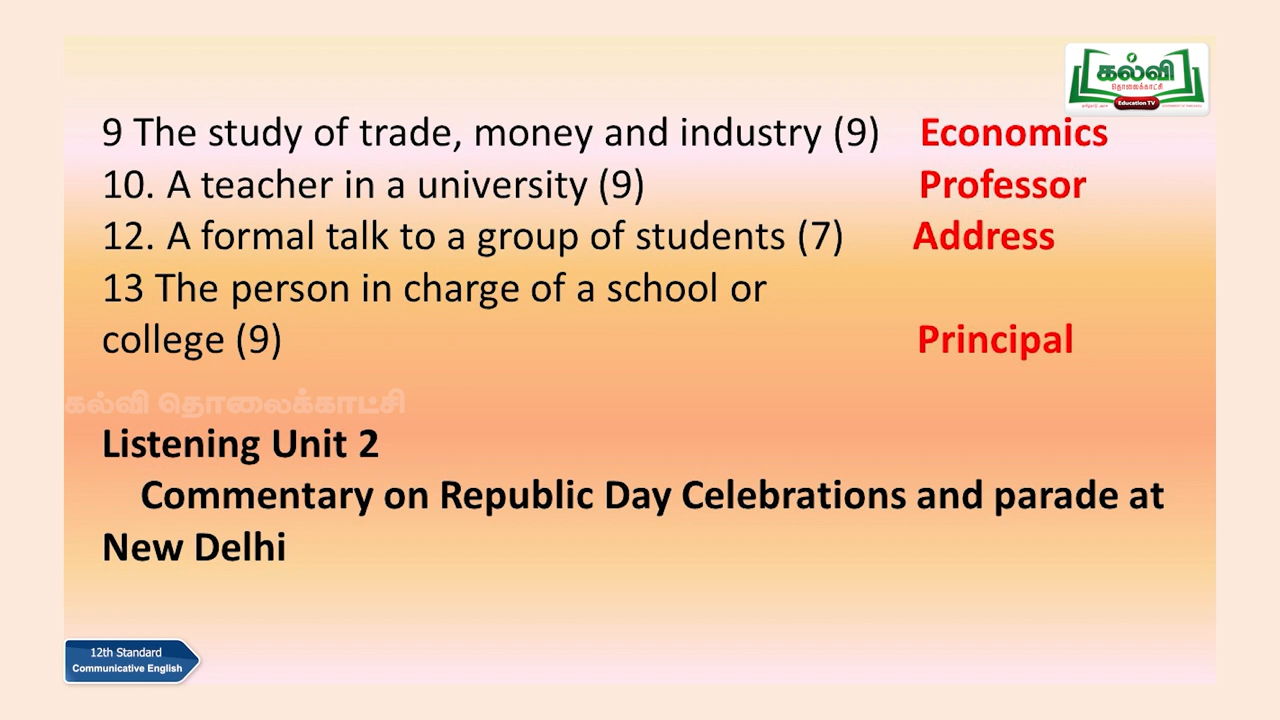 கல்வி
தொலைக்காட்சி
Education TV
9 The study of trade, money and industry (9) Economics
10. A teacher in a university (9) Professor
12. A formal talk to a group of students (7) Address
13 The person in charge of a school or
college (9) Principal
கல்வி தொலைக்காட்சி
Listening Unit 2
Commentary on Republic Day Celebrations and parade at
New Delhi
12th Standard
Communicative English